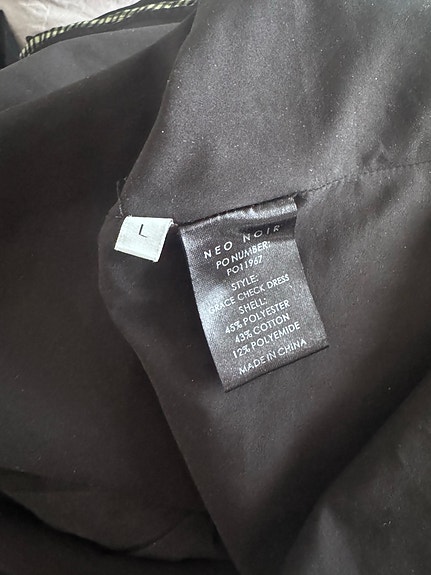 L
NEO NOIR
PO NUMBER:
PO11967
STYLE:
GRACE CHECK DRESS
SHELL:
45% POLYESTER
43% COTTON
12% POLYEMIDE
MADE IN CHINA